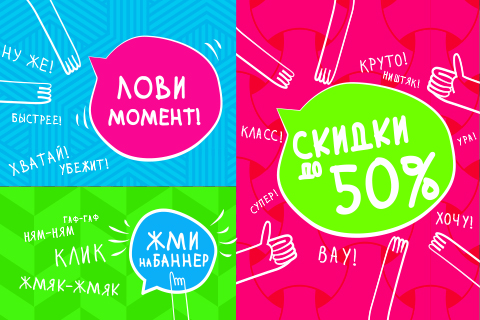 НУ ЖЕ!
ЛОВИ
МОМЕНТ!
БЫСТРЕЕ!
ХВАТАЙ!
УБЕЖИТ!
ГАФ-ГАФ
НЯМ-НЯМ
КЛИК
ЖМЯК-ЖМЯК
ЖМИ
НА БАННЕР
КРУТО!
НИШТЯК!
КЛАСС!
СКИДКИ
ДО 50%
УРА!
СУПЕР!
ХОЧУ!
ВАУ!